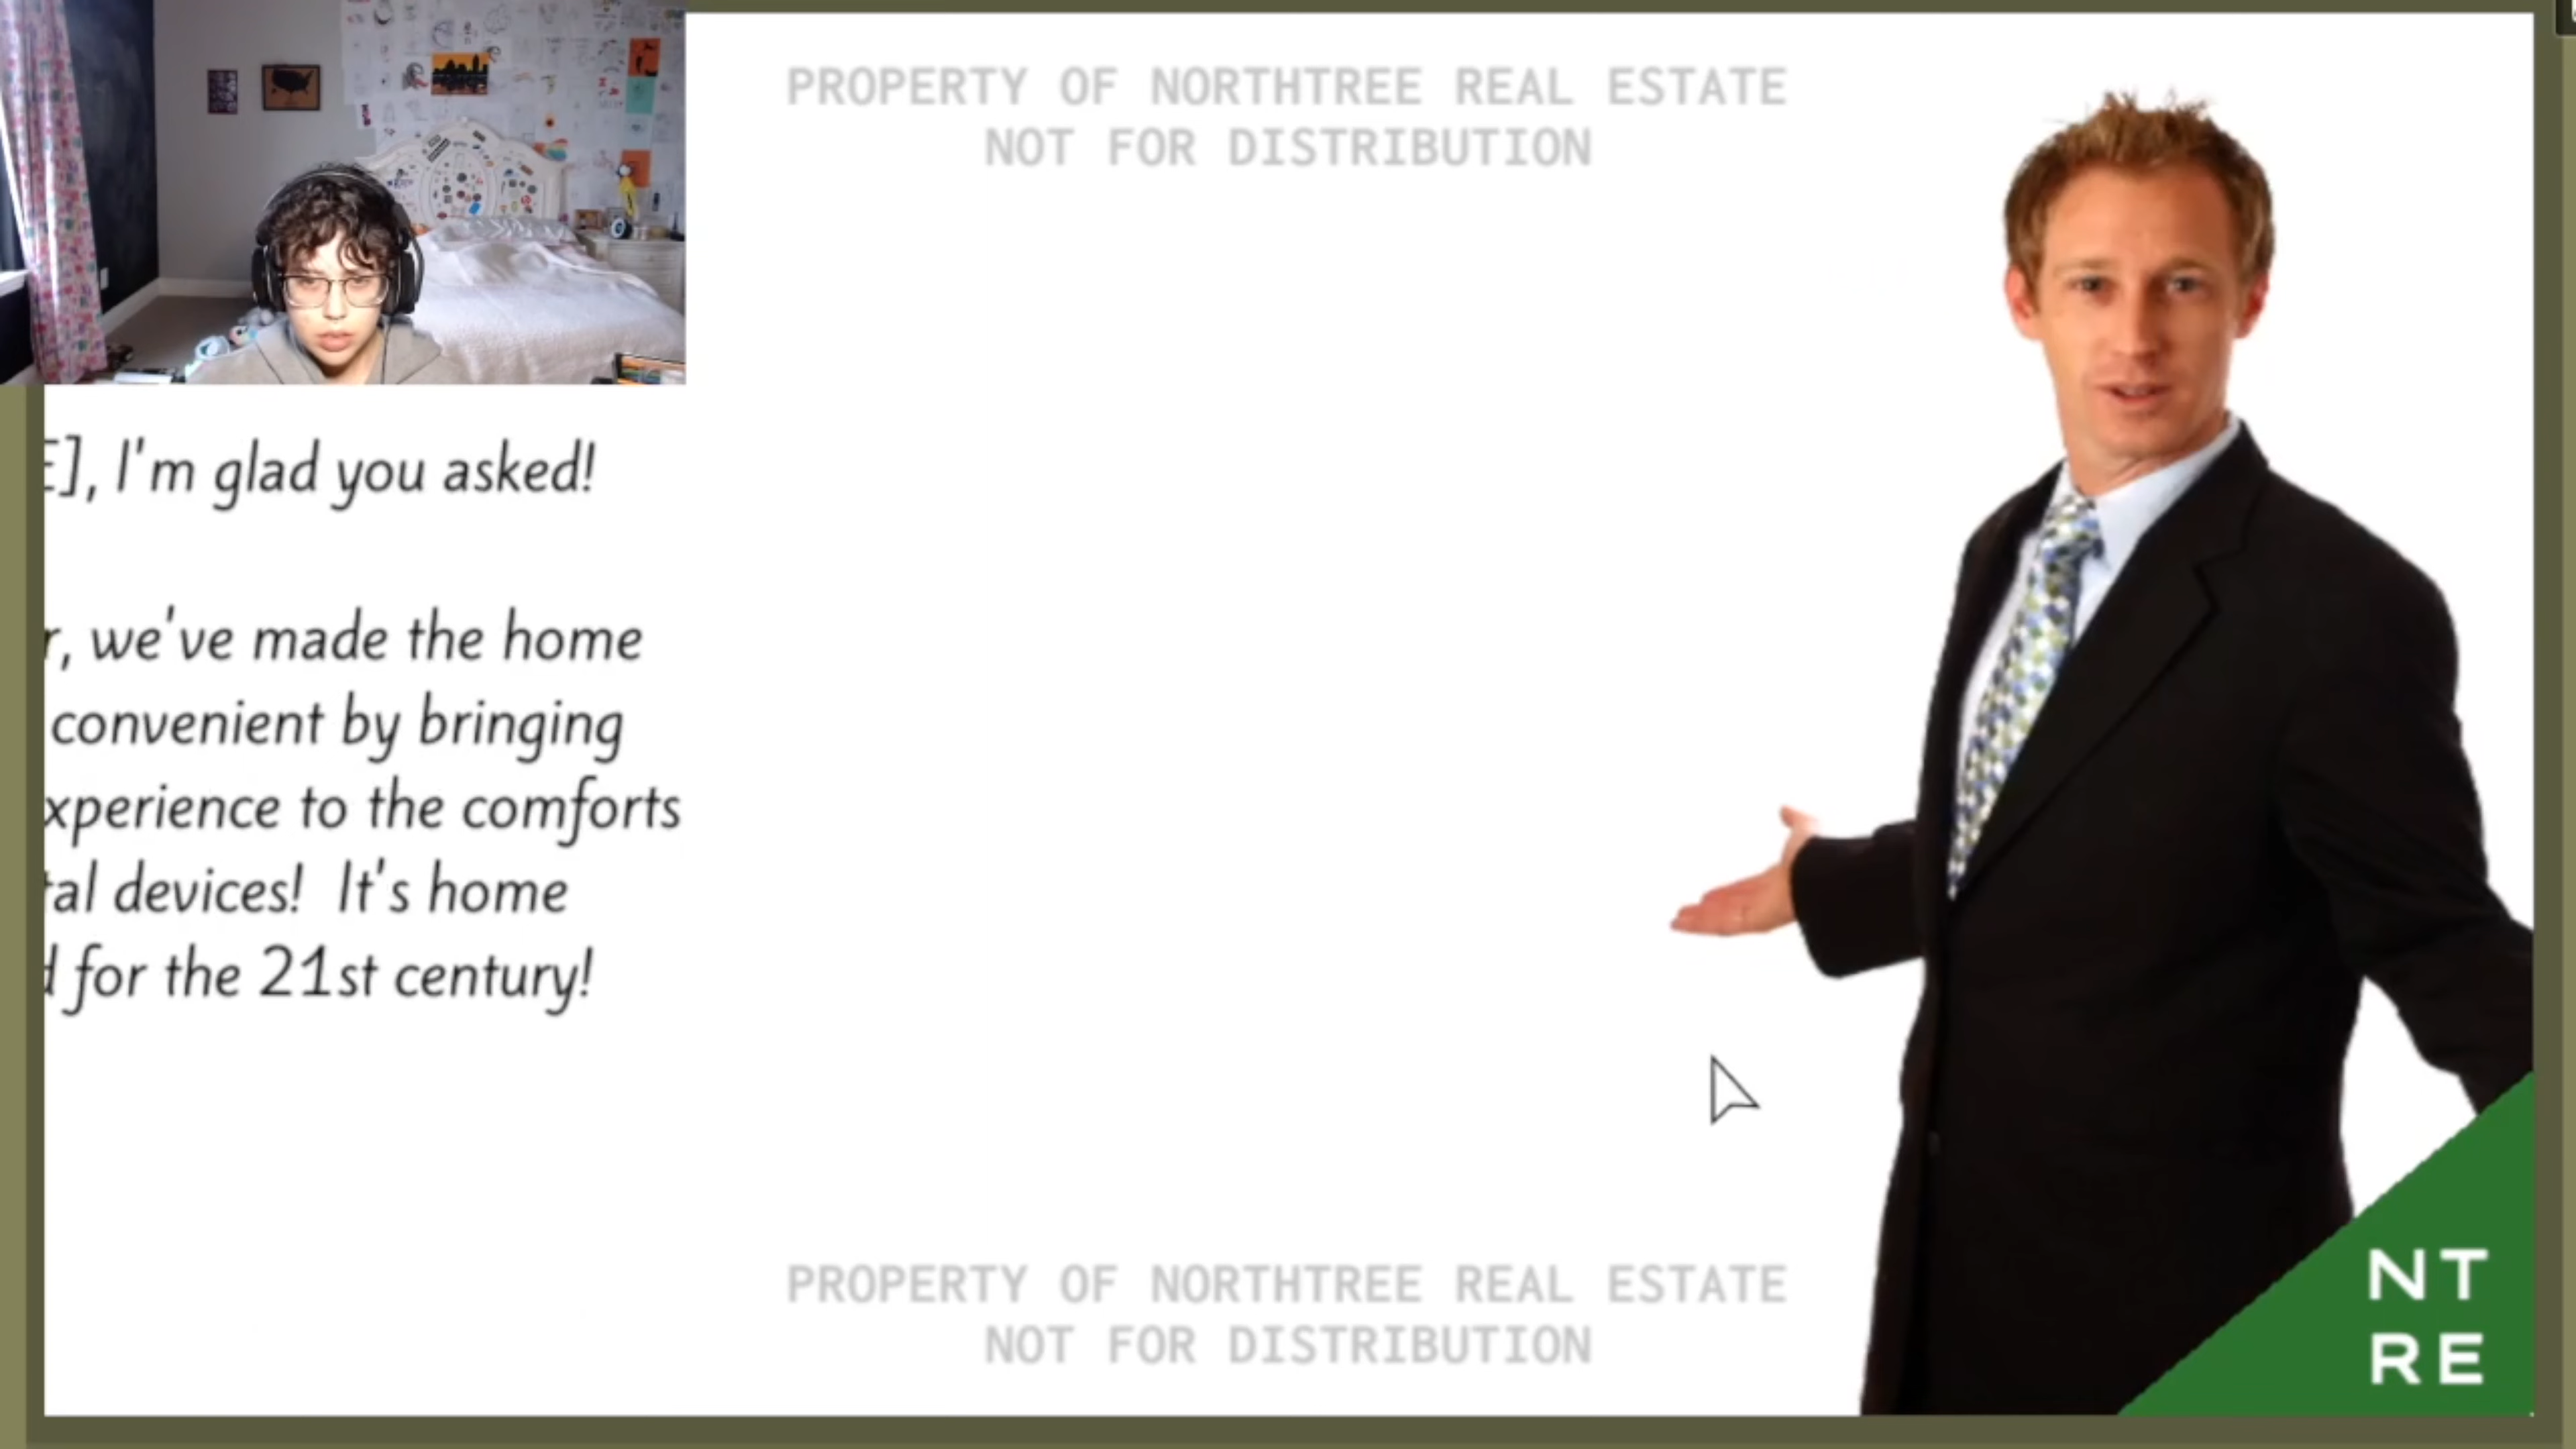 PROPERTY OF NORTHTREE REAL ESTATE
NOT FOR DISTRIBUTION
E], I'm glad you asked!
r, we've made the home
convenient by bringing
xperience to the comforts
tal devices! It's home
d for the 21st century!
PROPERTY OF NORTHTREE REAL ESTATE
NOT FOR DISTRIBUTION
NT
RE